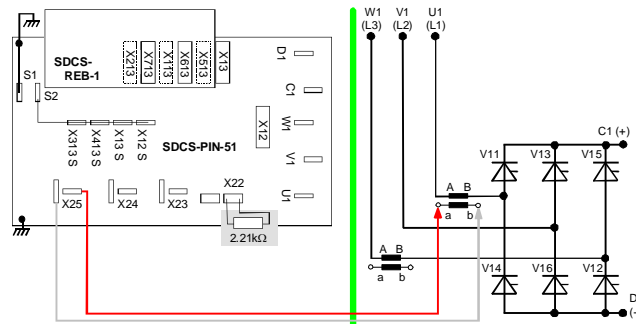 W1 V1 U1
(L3) (L2) (L1)
SDCS-
REB-1
X213
X713
X113
X613
X513
X13
D1
S1
S2
C1
X313 S
X413 S
X13 S
X12 S
SDCS-PIN-51
X12
W1
V1
X25
X24
X23
X22
U1
2.21kΩ
C1 (+)
V11 V13 V15
A B
a b
A B
a b
V14 V16 V12
D
(-